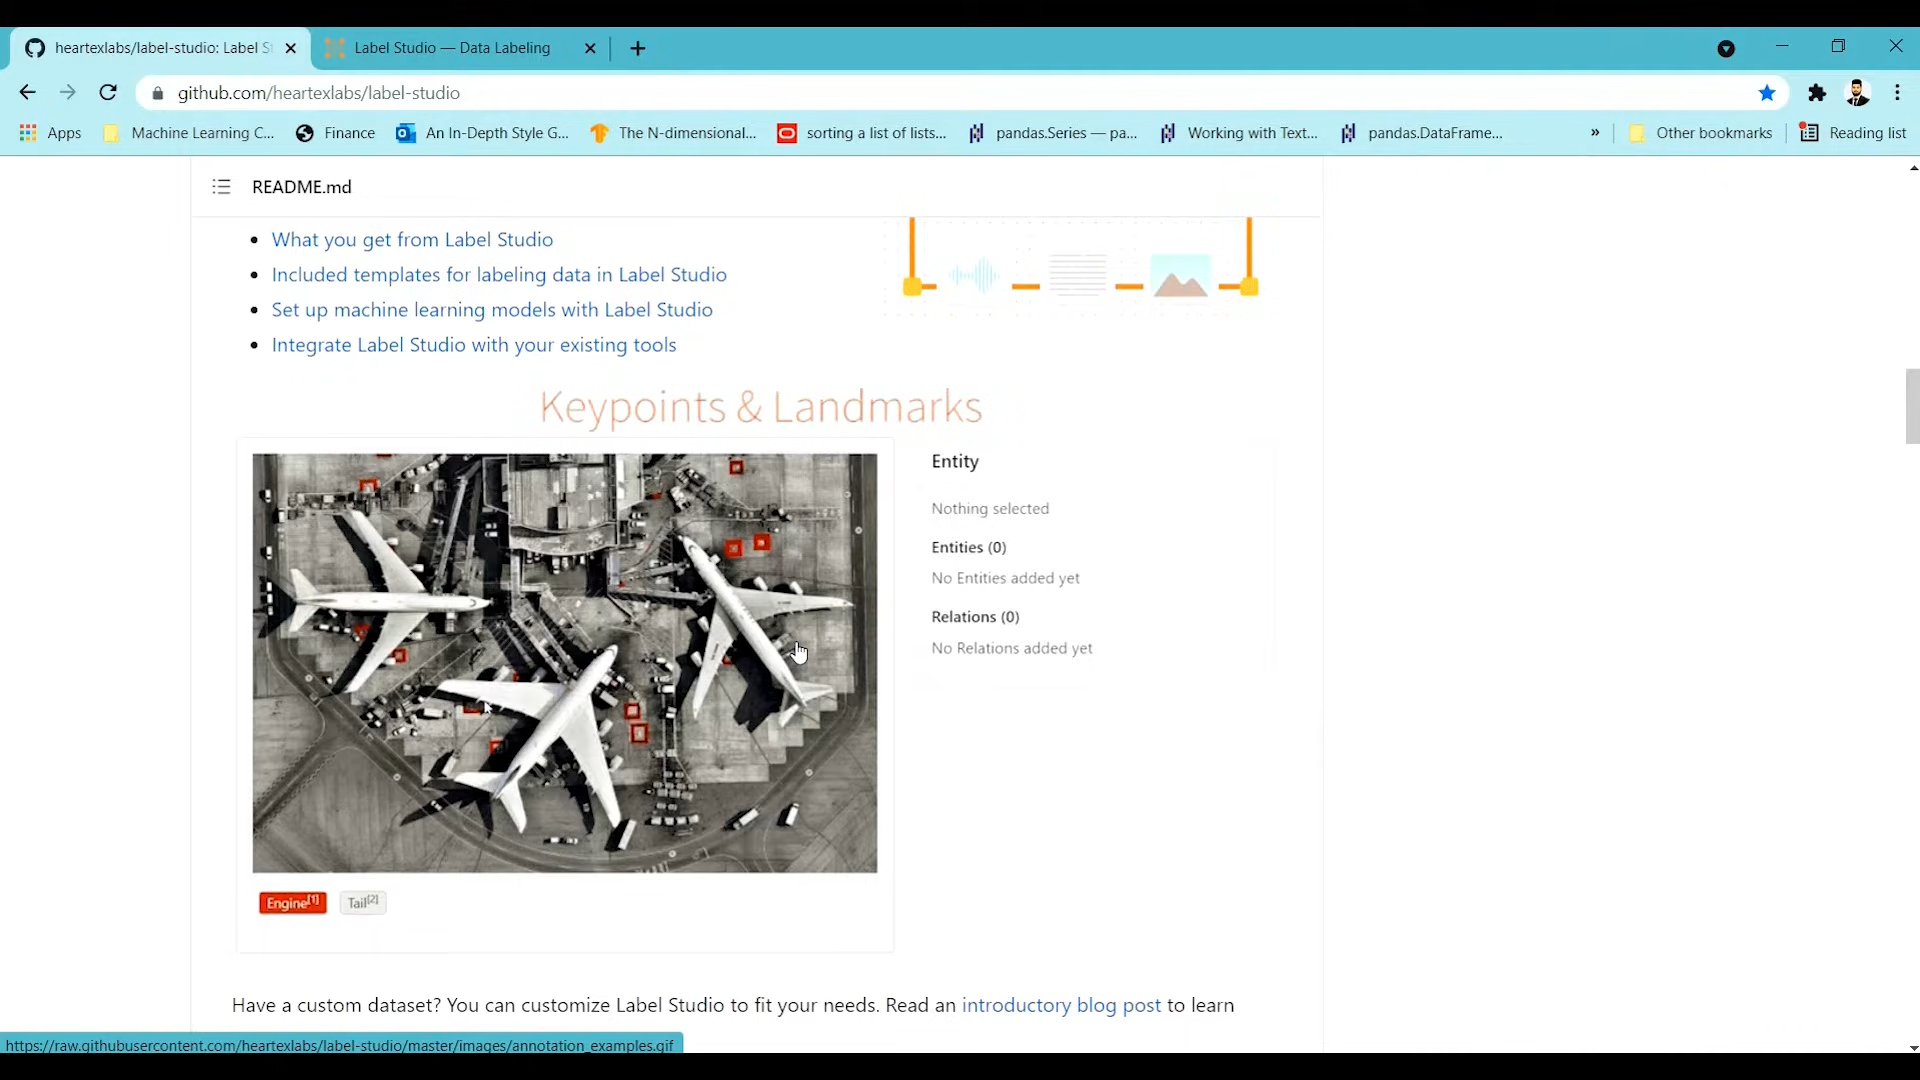 heartexlabs/label-studio: Label St
Label Studio — Data Labeling
github.com/heartexlabs/label-studio
Apps
Machine Learning C...
Finance
An In-Depth Style G...
The N-dimensional...
sorting a list of lists...
pandas.Series — pa...
Working with Text...
pandas.DataFrame...
»
Other bookmarks
Reading list
README.md
What you get from Label Studio
Included templates for labeling data in Label Studio
Set up machine learning models with Label Studio
Integrate Label Studio with your existing tools
Keypoints & Landmarks
Entity
Nothing selected
Entities (0)
No Entities added yet
Relations (0)
No Relations added yet
Engine[1]
Tail[2]
Have a custom dataset? You can customize Label Studio to fit your needs. Read an introductory blog post to learn
https://raw.githubusercontent.com/heartexlabs/label-studio/master/images/annotation_examples.gif